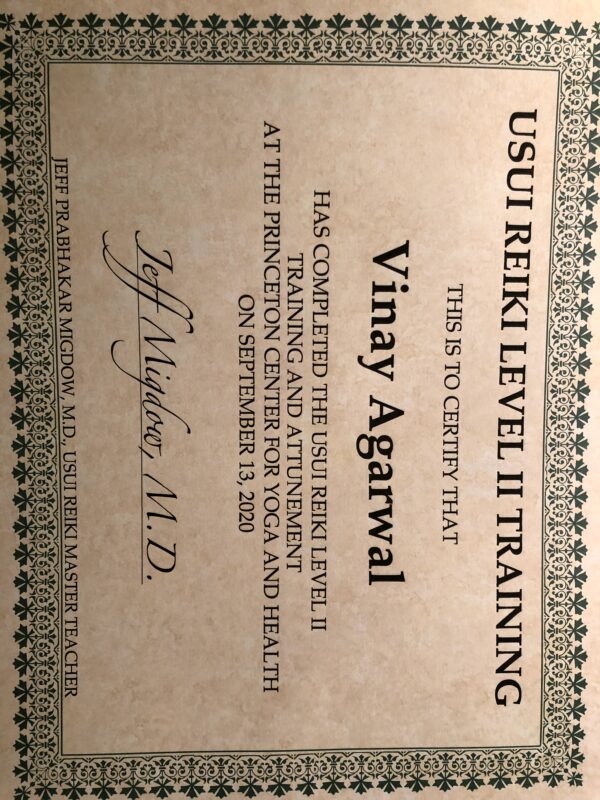 USUI REIKI LEVEL II TRAINING
THIS IS TO CERTIFY THAT
Vinay Agarwal
HAS COMPLETED THE USUI REIKI LEVEL II
TRAINING AND ATTUNEMENT
AT THE PRINCETON CENTER FOR YOGA AND HEALTH
ON SEPTEMBER 13, 2020
Jeff Migdow, M.D.
JEFF PRABHAKAR MIGDOW, M.D., USUI REIKI MASTER TEACHER